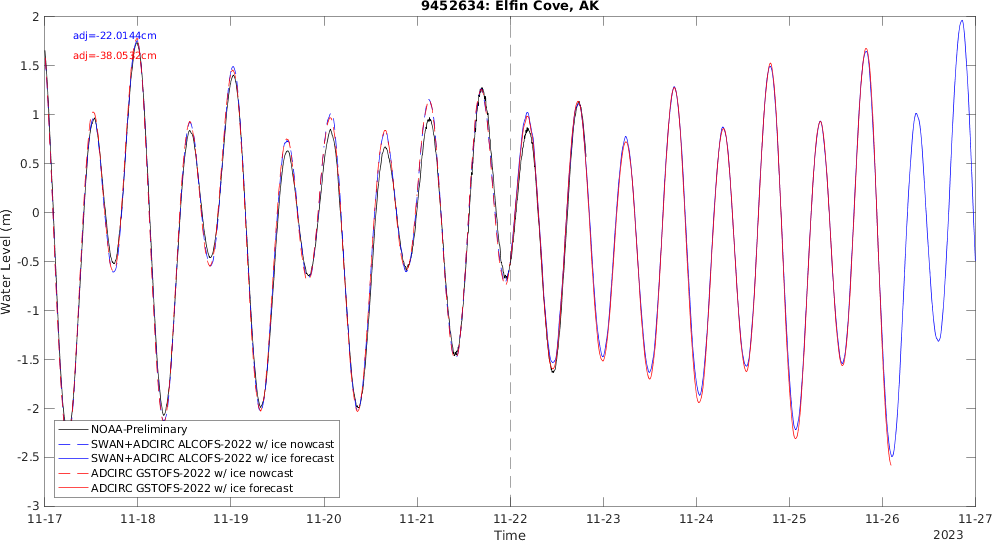 9452634: Elfin Cove, AK
adj=-22.0144cm
adj=-38.0532cm
2
1.5
1
0.5
0
-0.5
-1
-1.5
-2
-2.5
-3
Water Level (m)
NOAA-Preliminary
SWAN+ADCIRC ALCOFS-2022 w/ ice nowcast
SWAN+ADCIRC ALCOFS-2022 w/ ice forecast
ADCIRC GSTOFS-2022 w/ ice nowcast
ADCIRC GSTOFS-2022 w/ ice forecast
11-17 11-18 11-19 11-20 11-21 11-22 11-23 11-24 11-25 11-26 11-27
Time
2023